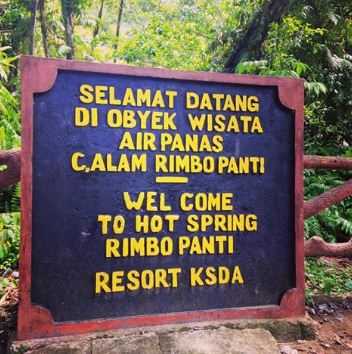 SELAMAT DATANG
DI OBYEK WISATA
AIR PANAS
C,ALAM RIMBO PANTI
WEL COME
TO HOT SPRING
RIMBO PANTI
RESORT KSDA